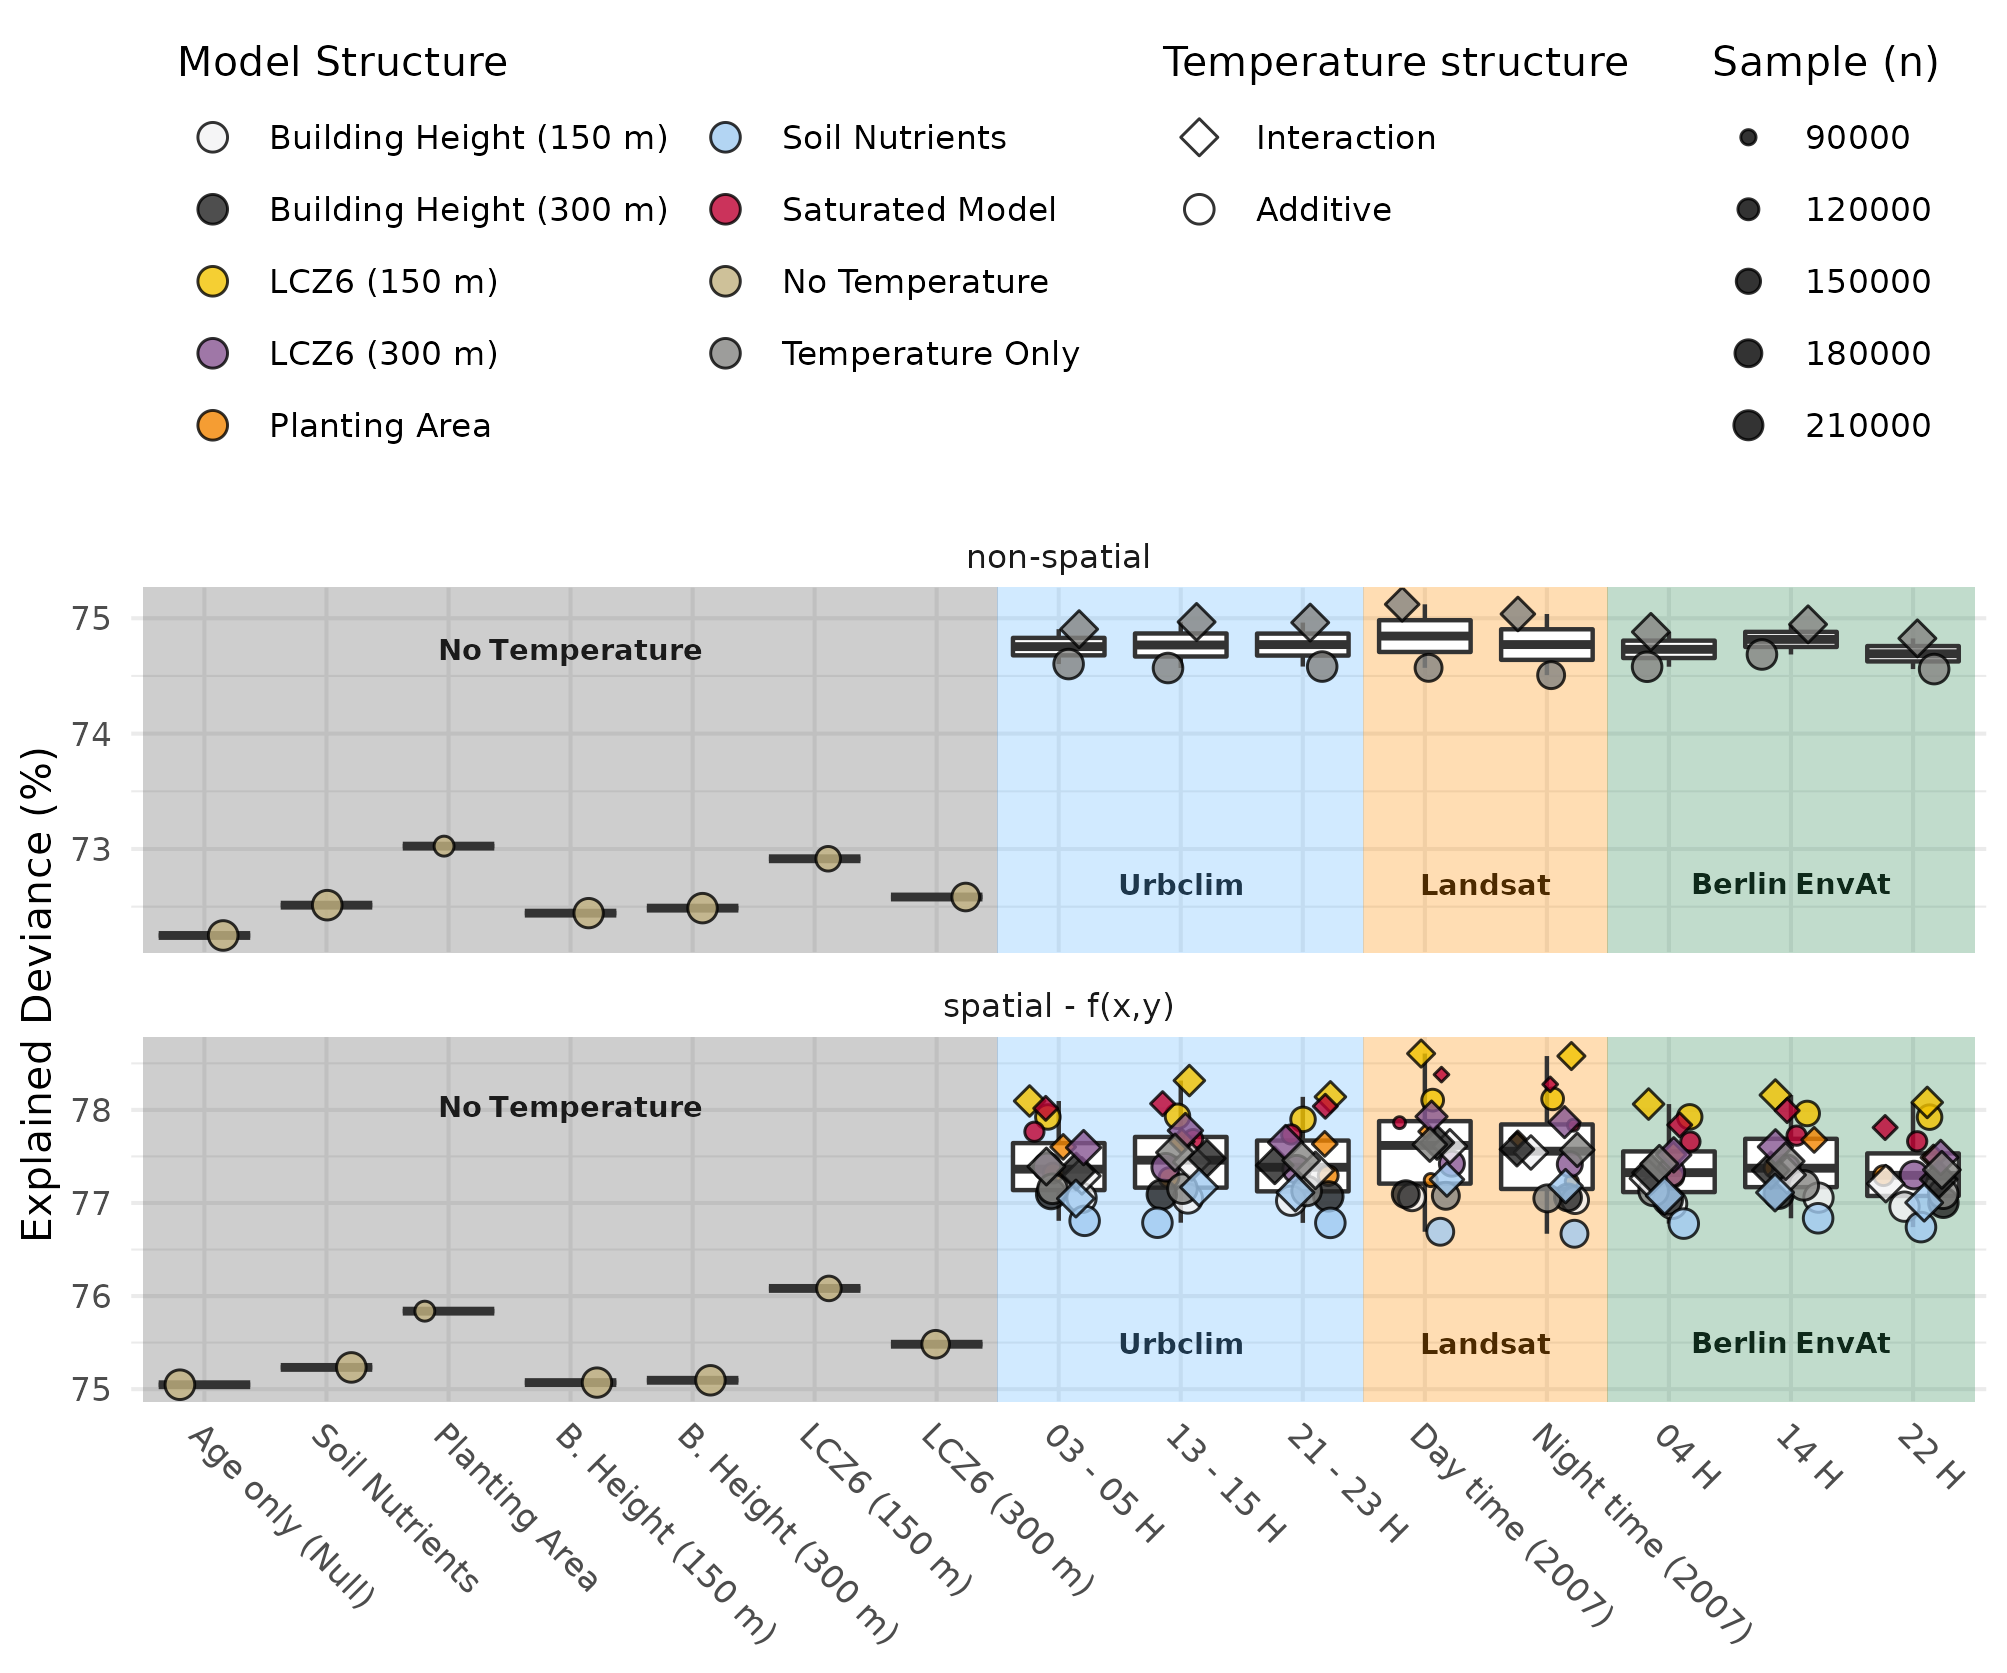 Model Structure
Building Height (150 m)
Building Height (300 m)
LCZ6 (150 m)
LCZ6 (300 m)
Planting Area
Soil Nutrients
Saturated Model
No Temperature
Temperature Only
Temperature structure
Interaction
Additive
Sample (n)
90000
120000
150000
180000
210000
Explained Deviance (%)
non-spatial
75
74
73
No Temperature
Urbclim
Landsat
Berlin EnvAt
spatial - f(x,y)
78
77
76
75
No Temperature
Urbclim
Landsat
Berlin EnvAt
Age only (Null)
Soil Nutrients
Planting Area
B. Height (150 m)
B. Height (300 m)
LCZ6 (150 m)
LCZ6 (300 m)
03 - 05 H
13 - 15 H
21 - 23 H
Day time (2007)
Night time (2007)
04 H
14 H
22 H